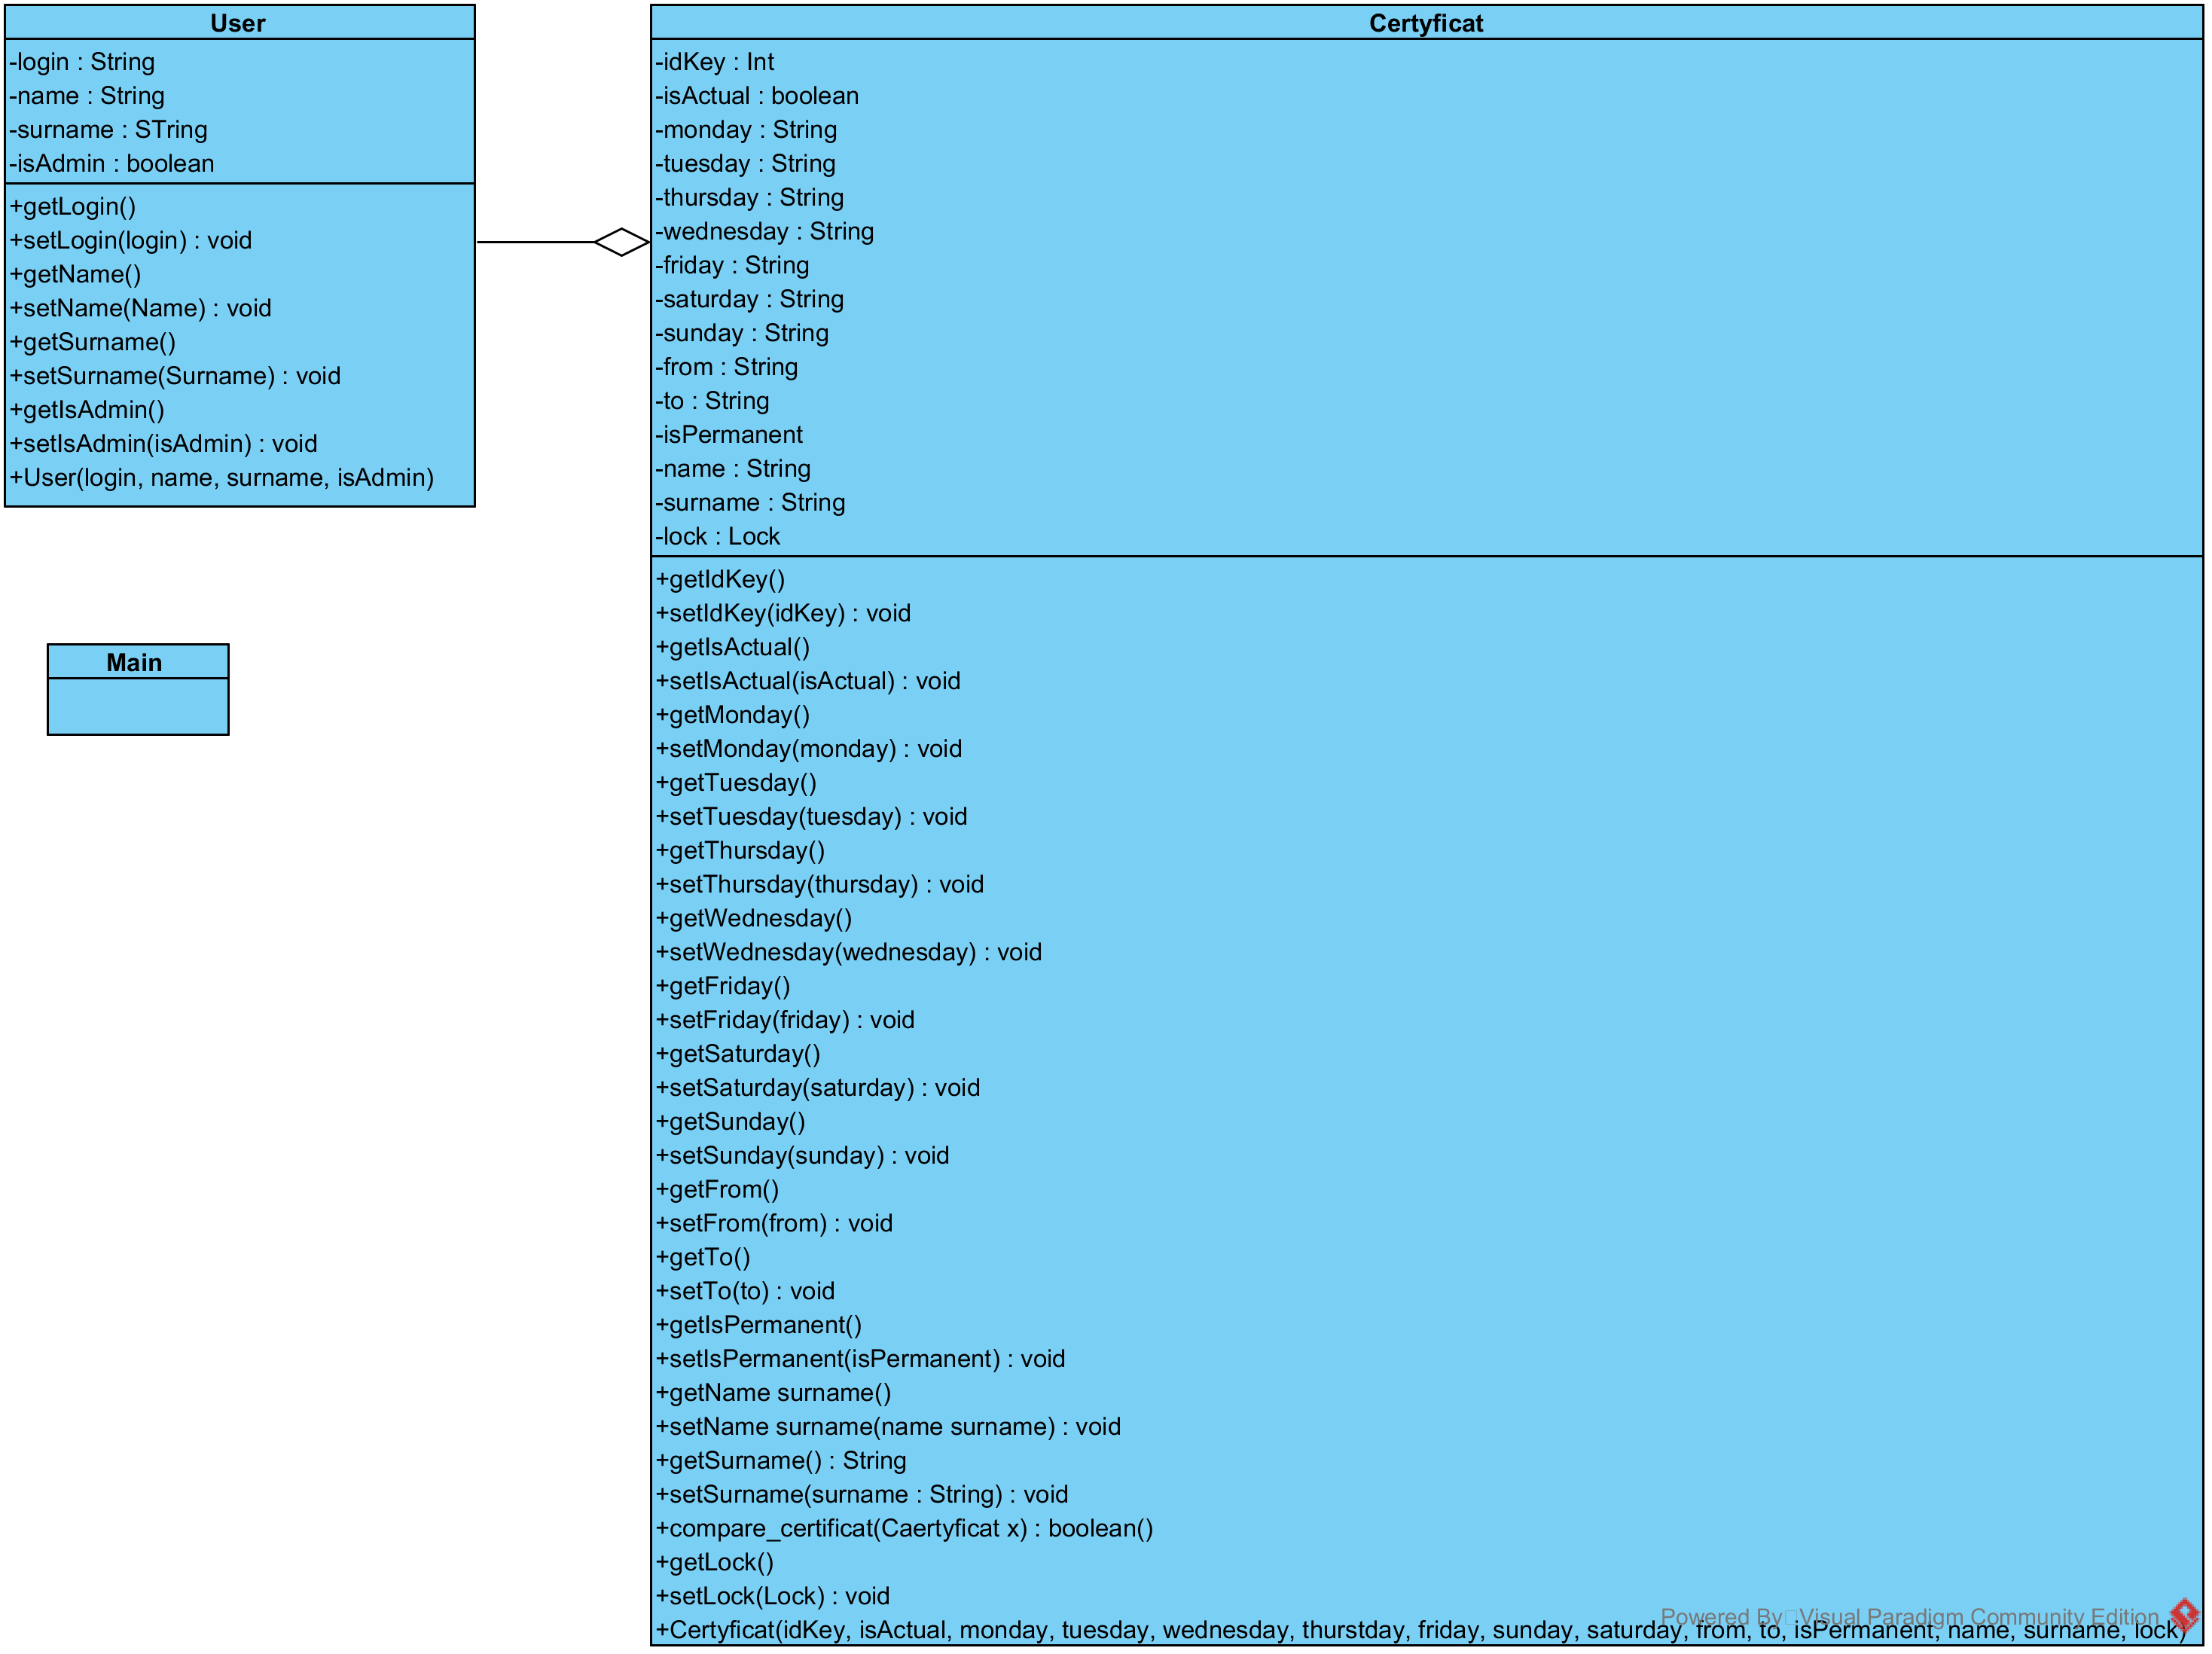 User
-login : String
-name : String
-surname : STring
-isAdmin : boolean
+getLogin()
+setLogin(login) : void
+getName()
+setName(Name) : void
+getSurname()
+setSurname(Surname) : void
+getIsAdmin()
+setIsAdmin(isAdmin) : void
+User(login, name, surname, isAdmin)
Main
Certyficat
-idKey : Int
-isActual : boolean
-monday : String
-tuesday : String
-thursday : String
-wednesday : String
-friday : String
-saturday : String
-sunday : String
-from : String
-to : String
-isPermanent
-name : String
-surname : String
-lock : Lock
+getIdKey()
+setIdKey(idKey) : void
+getIsActual()
+setIsActual(isActual) : void
+getMonday()
+setMonday(monday) : void
+getTuesday()
+setTuesday(tuesday) : void
+getThursday()
+setThursday(thursday) : void
+getWednesday()
+setWednesday(wednesday) : void
+getFriday()
+setFriday(friday) : void
+getSaturday()
+setSaturday(saturday) : void
+getSunday()
+setSunday(sunday) : void
+getFrom()
+setFrom(from) : void
+getTo()
+setTo(to) : void
+getIsPermanent()
+setIsPermanent(isPermanent) : void
+getName surname()
+setName surname(name surname) : void
+getSurname() : String
+setSurname(surname : String) : void
+compare_certificat(Caertyficat x) : boolean()
+getLock()
+setLock(Lock) : void
+Certyficat(idKey, isActual, monday, tuesday, wednesday, thurstday, friday, sunday, saturday, from, to, isPermanent, name, surname, lock)
Powered By Visual Paradigm Community Edition